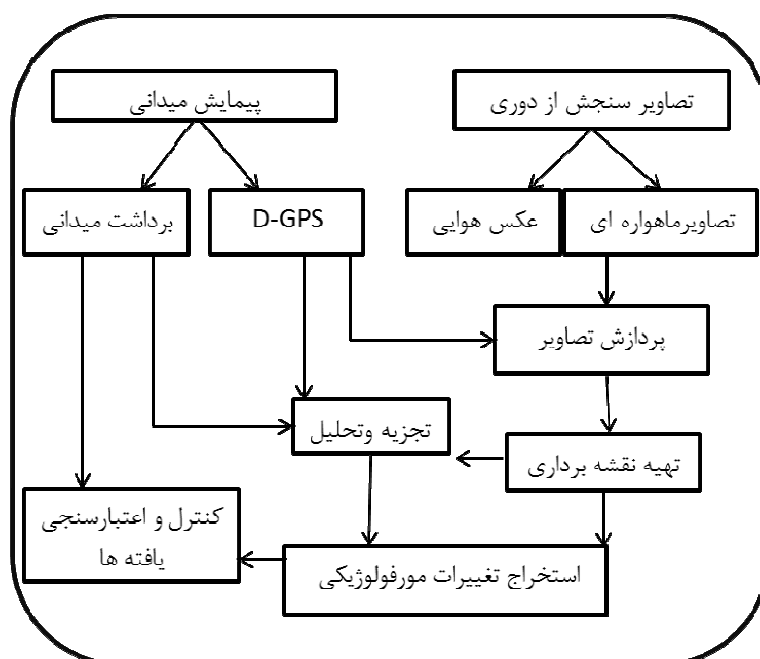 تصاویر سنجش از دوری
پیمایش میدانی
تصاویرماهواره ای
عکس هوایی
D-GPS
برداشت میدانی
پردازش تصاویر
تجزیه وتحلیل
تهیه نقشه برداری
کنترل و اعتبارسنجی
یافته ها
استخراج تغییرات مورفولوژیکی